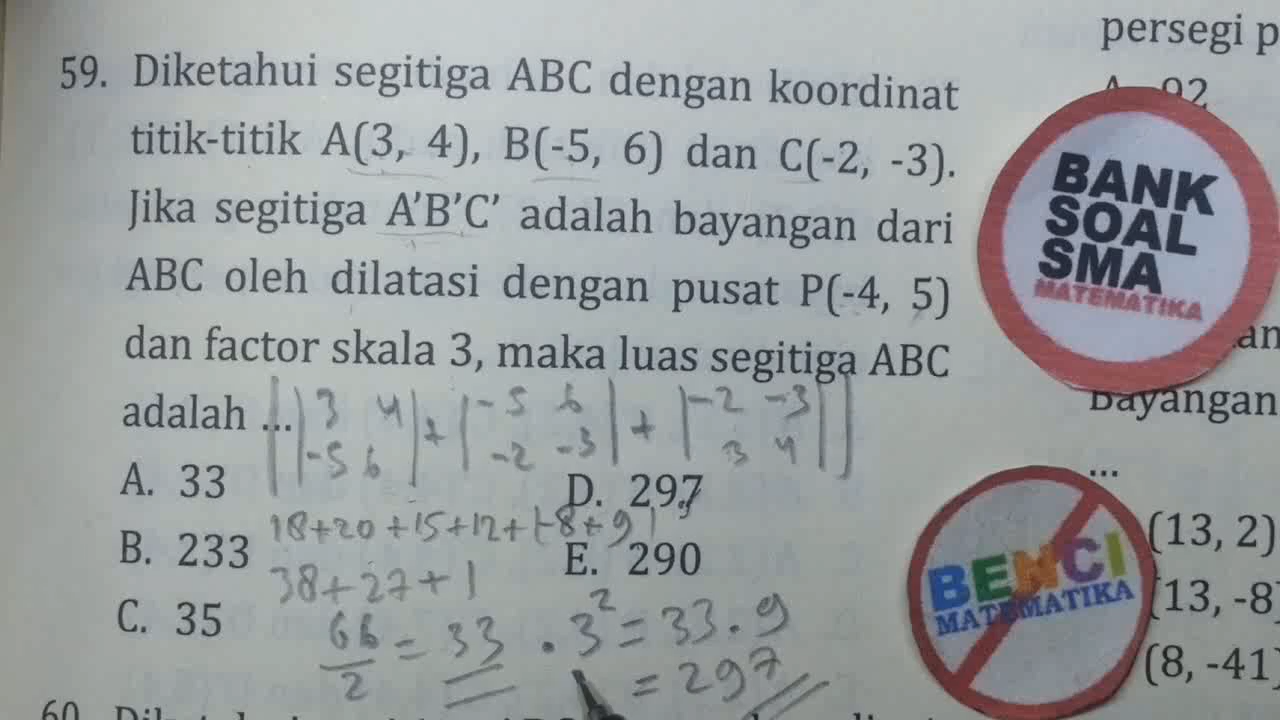 persegi p
59. Diketahui segitiga ABC dengan koordinat
titik-titik A(3, 4), B(-5, 6) dan C(-2, -3).
Jika segitiga A'B'C' adalah bayangan dari
ABC oleh dilatasi dengan pusat P(-4, 5)
dan factor skala 3, maka luas segitiga ABC
adalah ...
| | 3 4 | + | -5 6 | + | -2 -3 | |
| | -5 6 | | -2 -3 | | 3 4 | |
A. 33
D. 297
18+20+15+12+(-8+9)
B. 233
E. 290
38+27+1
C. 35
66/2 = 33 . 3² = 33.9
= 297
BANK
SOAL
SMA
MATEMATIKA
an
Bayangan
...
BENCI
MATEMATIKA
(13, 2)
(13, -8
(8, -41)
60.